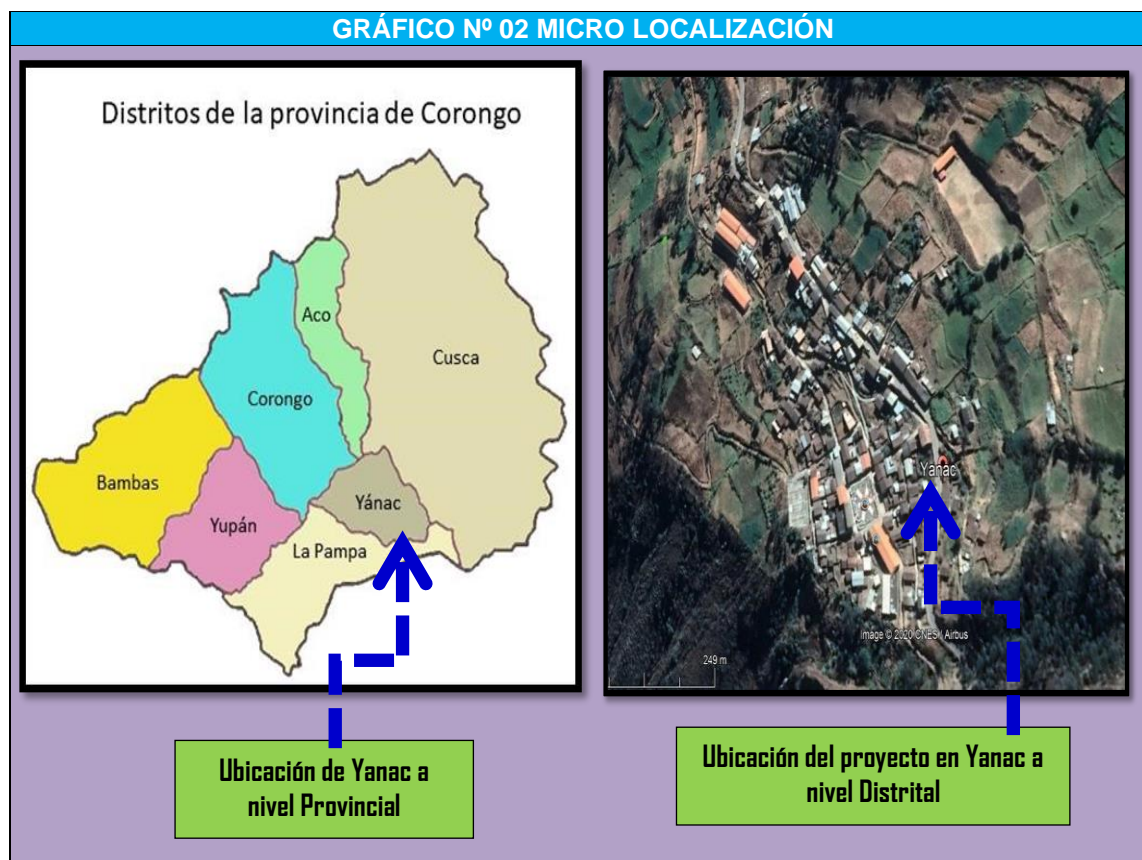 GRÁFICO Nº 02 MICRO LOCALIZACIÓN
Distritos de la provincia de Corongo
Aco
Cusca
Corongo
Bambas
Yánac
Yupán
La Pampa
Yanac
Image © 2020 CNES / Airbus
249 m
Ubicación de Yanac a
nivel Provincial
Ubicación del proyecto en Yanac a
nivel Distrital